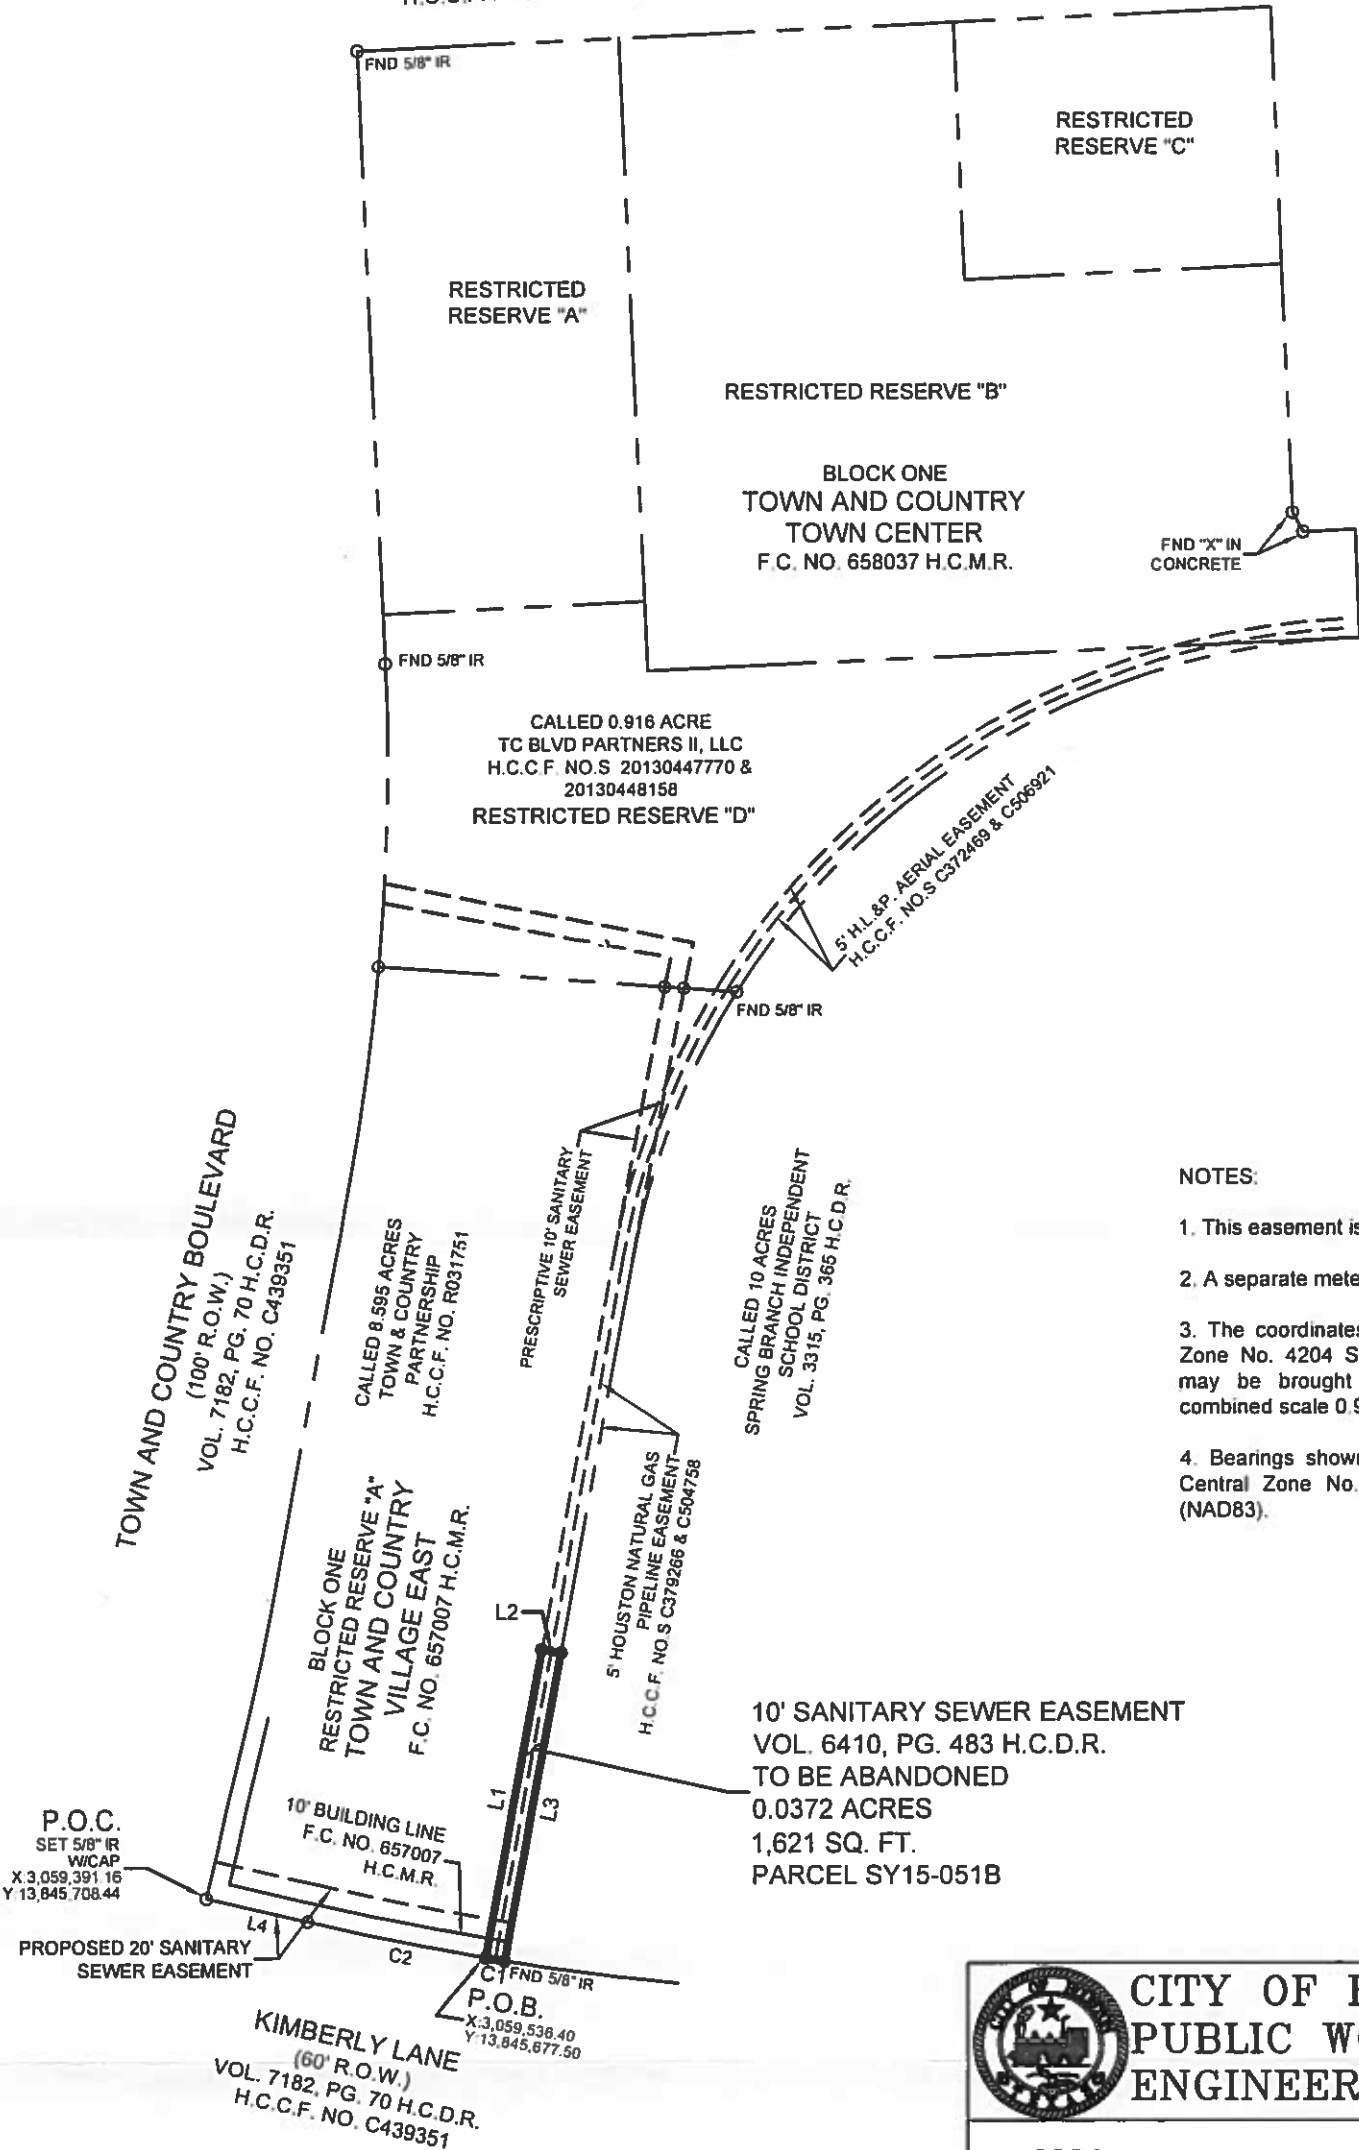 FND 5/8" IR
RESTRICTED
RESERVE "C"
RESTRICTED
RESERVE "A"
RESTRICTED RESERVE "B"
BLOCK ONE
TOWN AND COUNTRY
TOWN CENTER
F.C. NO. 658037 H.C.M.R.
FND "X" IN
CONCRETE
FND 5/8" IR
CALLED 0.916 ACRE
TC BLVD PARTNERS II, LLC
H.C.C.F. NO.S 20130447770 &
20130448158
RESTRICTED RESERVE "D"
5' H.L.&P. AERIAL EASEMENT
H.C.C.F. NO.S C372469 & C506921
FND 5/8" IR
TOWN AND COUNTRY BOULEVARD
(100' R.O.W.)
VOL. 7182, PG. 70 H.C.D.R.
H.C.C.F. NO. C439351
CALLED 8.595 ACRES
TOWN & COUNTRY
PARTNERSHIP
H.C.C.F. NO. R031751
PRESCRIPTIVE 10' SANITARY
SEWER EASEMENT
CALLED 10 ACRES
SPRING BRANCH INDEPENDENT
SCHOOL DISTRICT
VOL. 3315, PG. 365 H.C.D.R.
NOTES:
1. This easement is
2. A separate mete
3. The coordinates
Zone No. 4204 S
may be brought
combined scale 0.9
4. Bearings shown
Central Zone No.
(NAD83).
BLOCK ONE
RESTRICTED RESERVE "A"
TOWN AND COUNTRY
VILLAGE EAST
F.C. NO. 657007 H.C.M.R.
L2
5' HOUSTON NATURAL GAS
PIPELINE EASEMENT
H.C.C.F. NO.S C379266 & C504758
10' SANITARY SEWER EASEMENT
VOL. 6410, PG. 483 H.C.D.R.
TO BE ABANDONED
0.0372 ACRES
1,621 SQ. FT.
PARCEL SY15-051B
L1
L3
10' BUILDING LINE
F.C. NO. 657007
H.C.M.R.
P.O.C.
SET 5/8" IR
W/CAP
X:3,059,391.16
Y:13,845,708.44
L4
C2
PROPOSED 20' SANITARY
SEWER EASEMENT
C1
FND 5/8" IR
P.O.B.
X:3,059,536.40
Y:13,845,677.50
KIMBERLY LANE
(60' R.O.W.)
VOL. 7182, PG. 70 H.C.D.R.
H.C.C.F. NO. C439351
CITY OF
PUBLIC W
ENGINEER